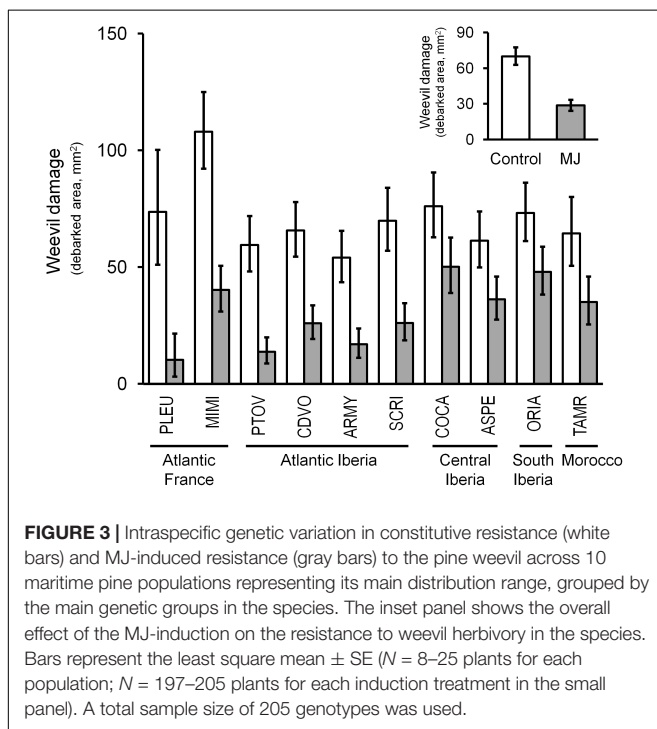 150
100
50
0
Weevil damage
(debarked area, mm²)
90
60
30
0
Weevil damage
(debarked area, mm²)
Control MJ
PLEU MIMI PTOV CDVO ARMY SCRI COCA ASPE ORIA TAMR
Atlantic France
Atlantic Iberia
Central Iberia
South Iberia
Morocco
FIGURE 3 | Intraspecific genetic variation in constitutive resistance (white
bars) and MJ-induced resistance (gray bars) to the pine weevil across 10
maritime pine populations representing its main distribution range, grouped by
the main genetic groups in the species. The inset panel shows the overall
effect of the MJ-induction on the resistance to weevil herbivory in the species.
Bars represent the least square mean ± SE (N = 8–25 plants for each
population; N = 197–205 plants for each induction treatment in the small
panel). A total sample size of 205 genotypes was used.